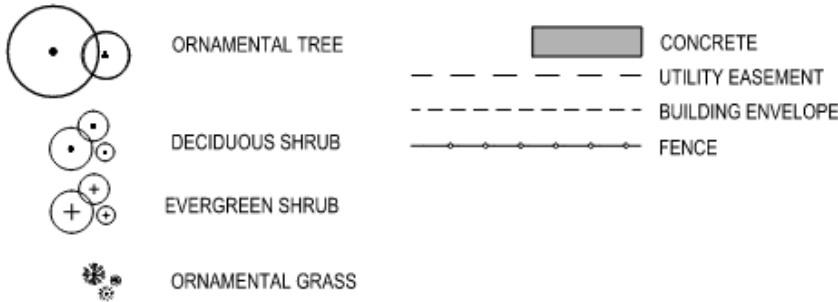 ORNAMENTAL TREE
DECIDUOUS SHRUB
EVERGREEN SHRUB
ORNAMENTAL GRASS
CONCRETE
UTILITY EASEMENT
BUILDING ENVELOPE
FENCE